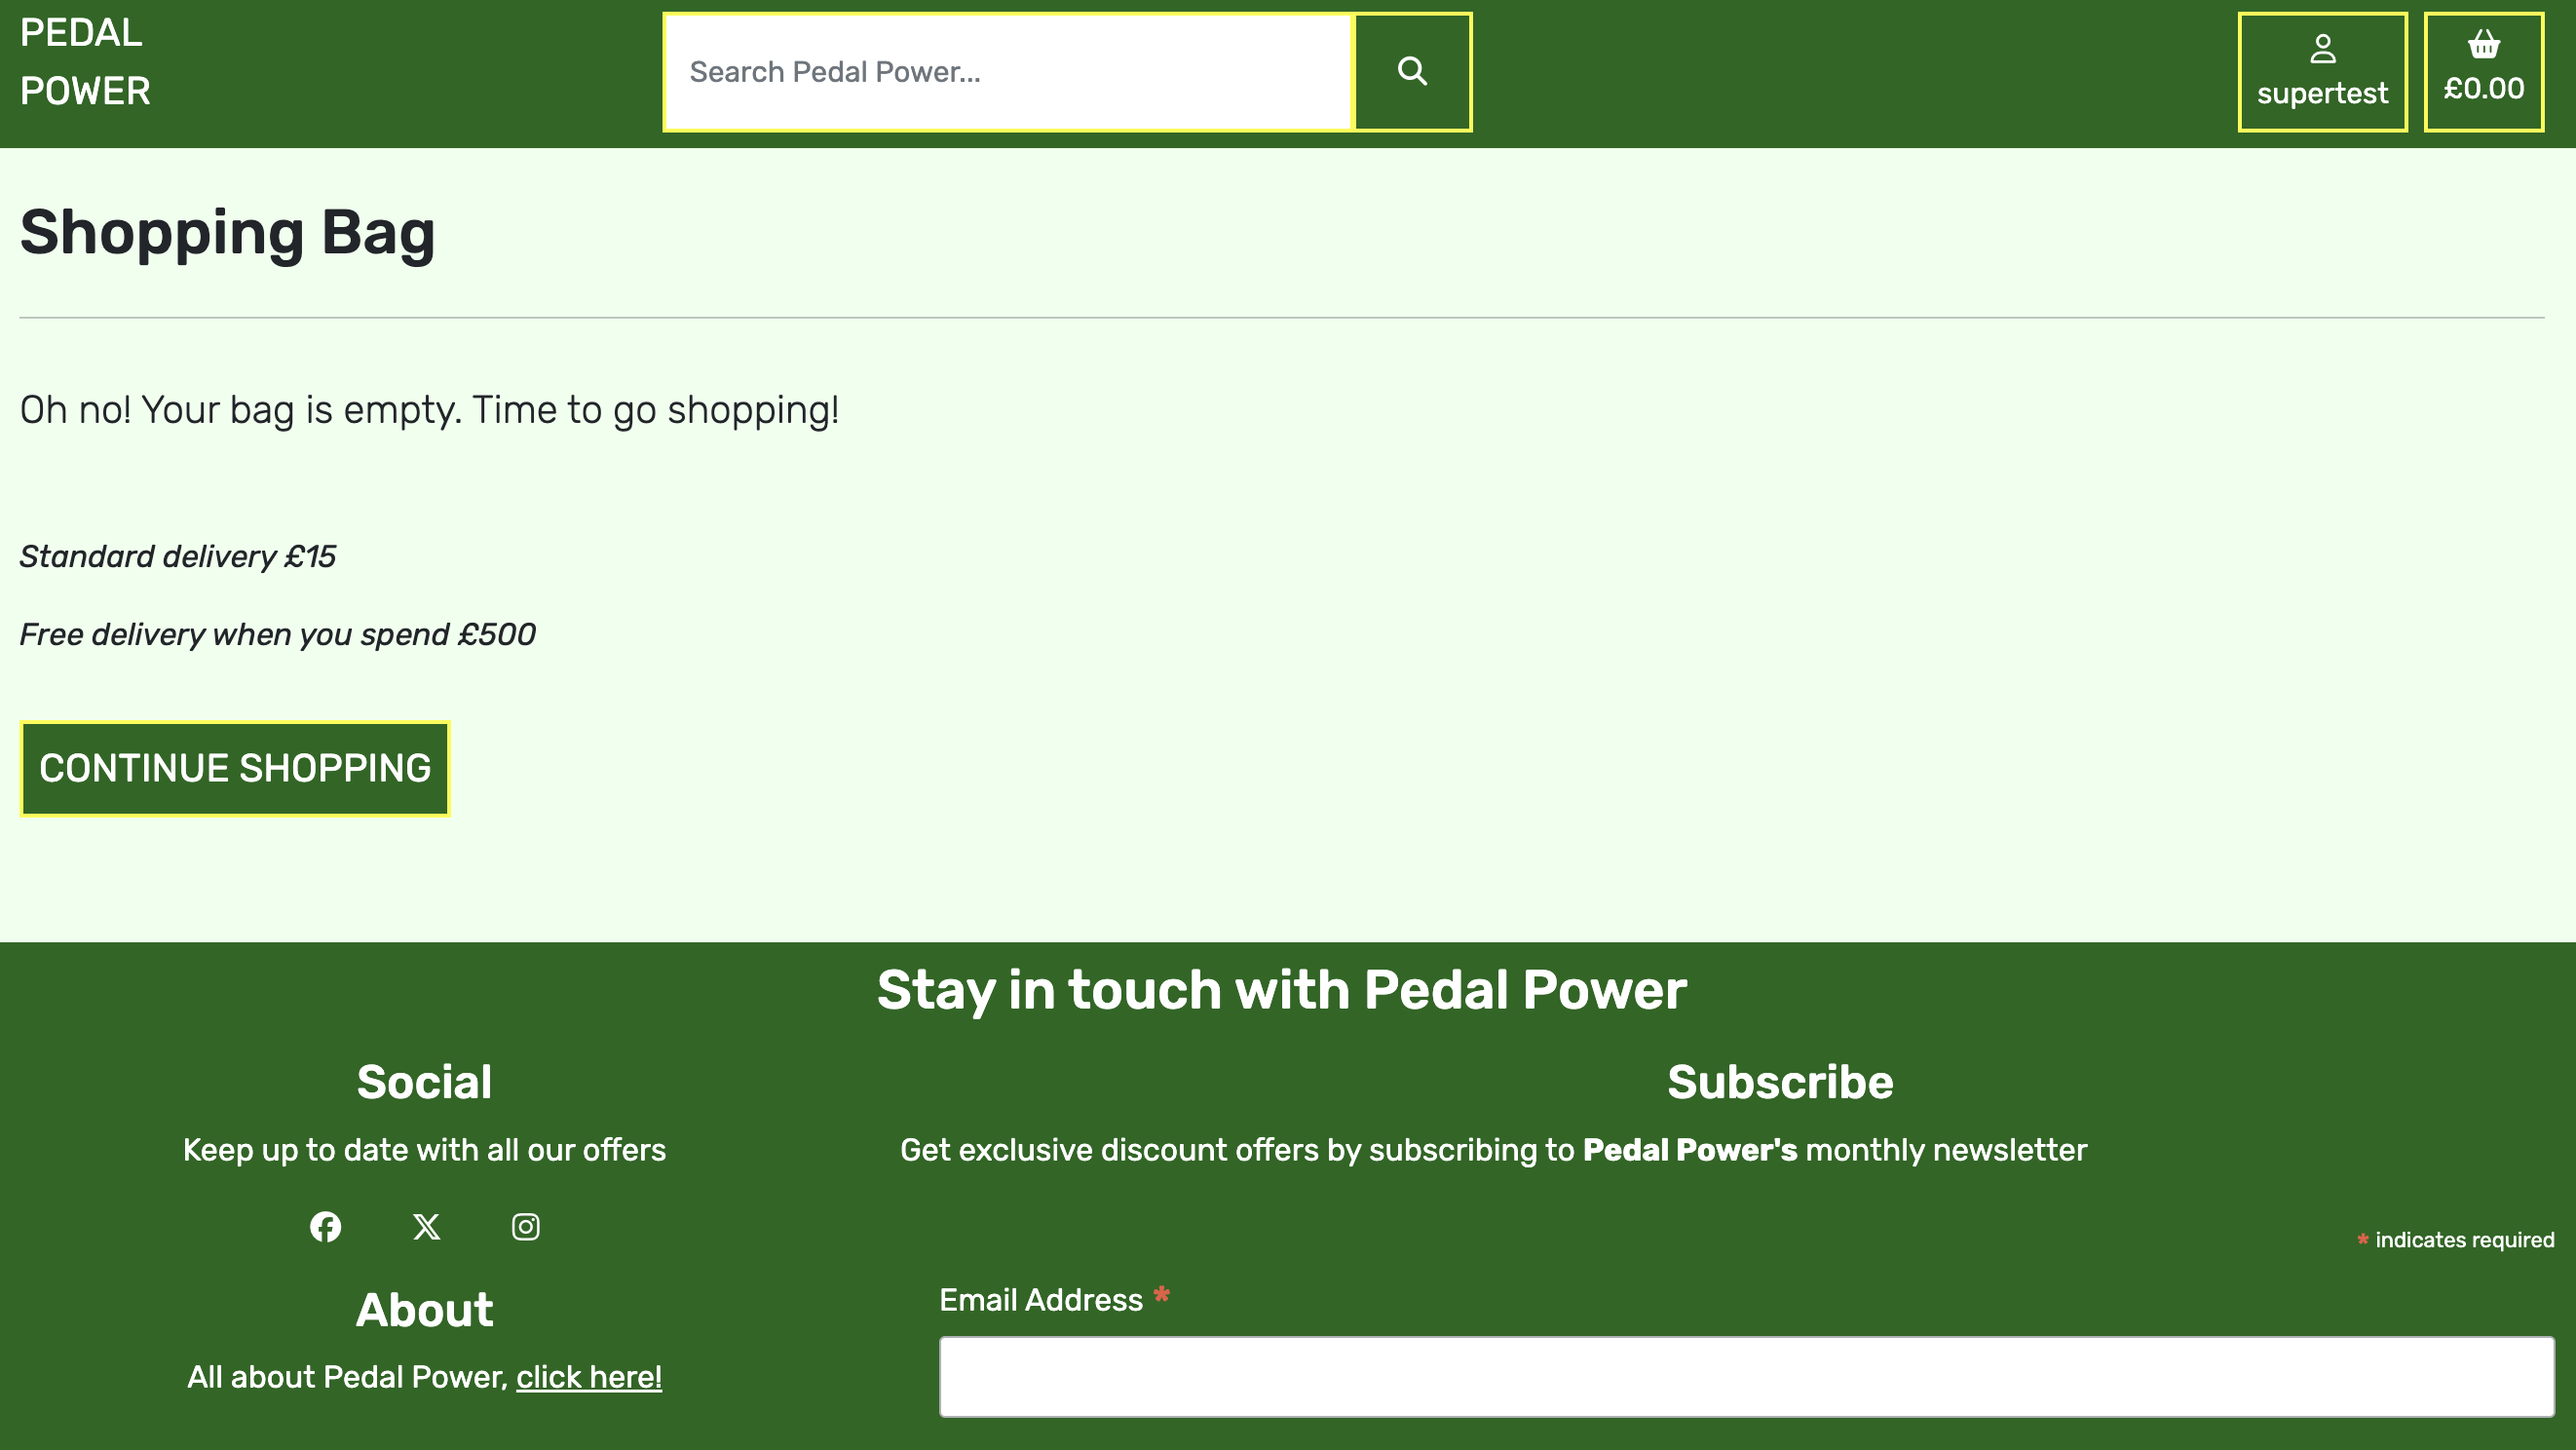 PEDAL
POWER
Search Pedal Power...
supertest
£0.00
Shopping Bag
Oh no! Your bag is empty. Time to go shopping!
Standard delivery £15
Free delivery when you spend £500
CONTINUE SHOPPING
Stay in touch with Pedal Power
Social
Keep up to date with all our offers
About
All about Pedal Power, click here!
Subscribe
Get exclusive discount offers by subscribing to Pedal Power's monthly newsletter
* indicates required
Email Address *